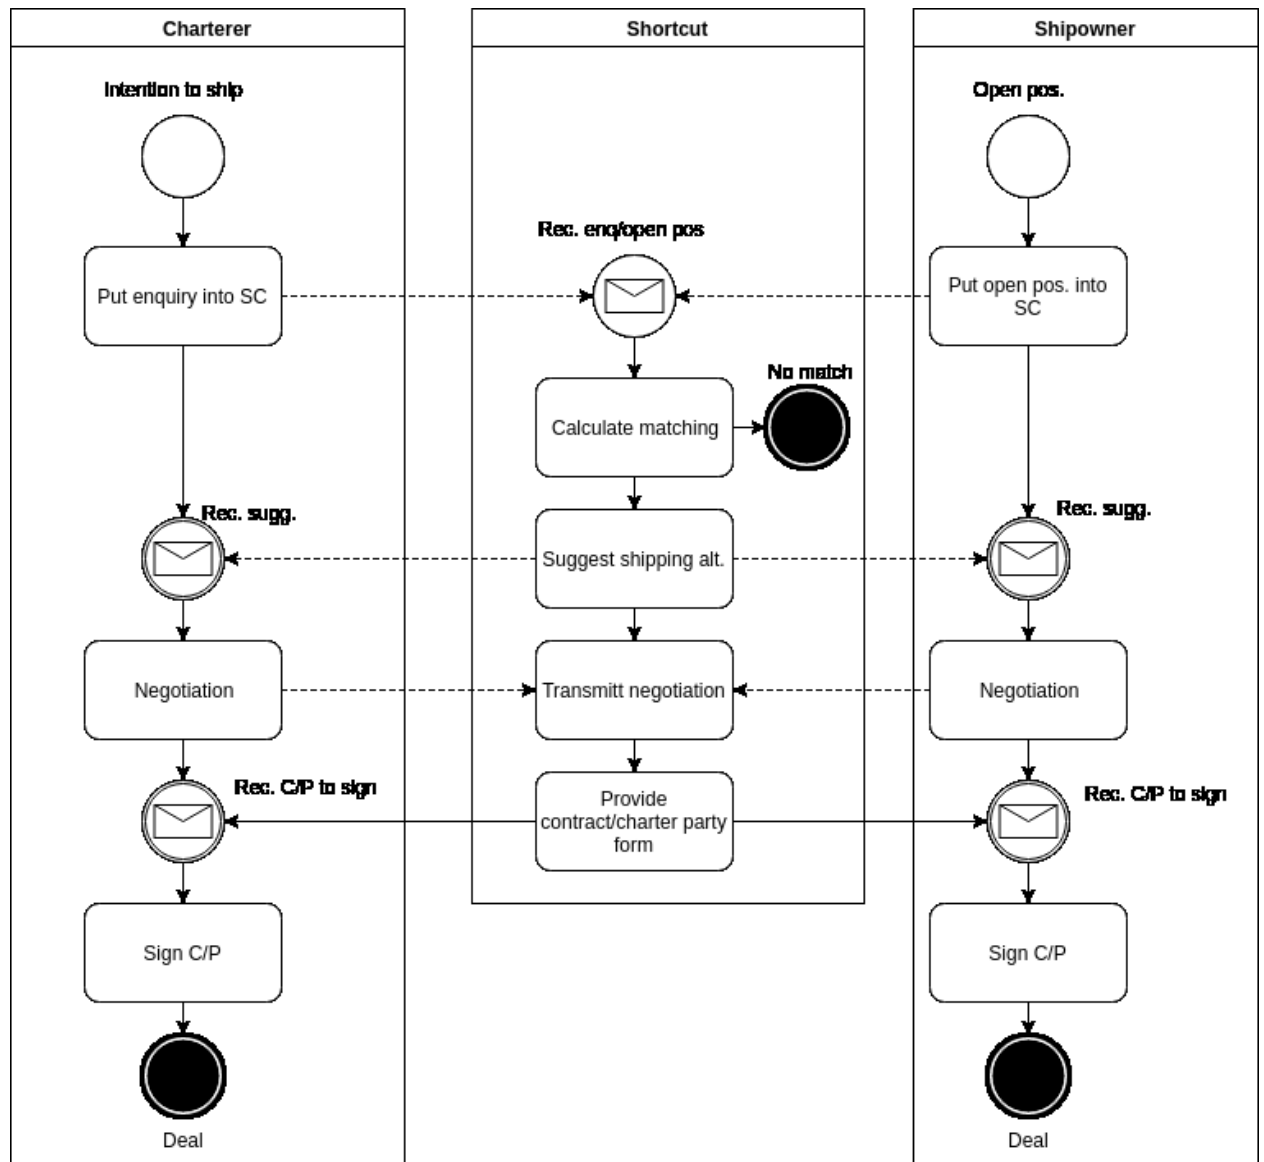 Charterer
Shortcut
Shipowner
Intention to ship
Open pos.
Rec. enq/open pos
Put enquiry into SC
Put open pos. into
SC
No match
Calculate matching
Rec. sugg.
Rec. sugg.
Suggest shipping alt.
Negotiation
Transmitt negotiation
Negotiation
Rec. C/P to sign
Rec. C/P to sign
Provide
contract/charter party
form
Sign C/P
Sign C/P
Deal
Deal